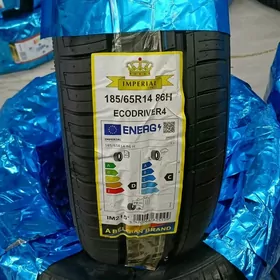 IMPERIAL
185/65R14 86H
ECODRIVER4
ENERG
D
C
A BELGIAN BRAND